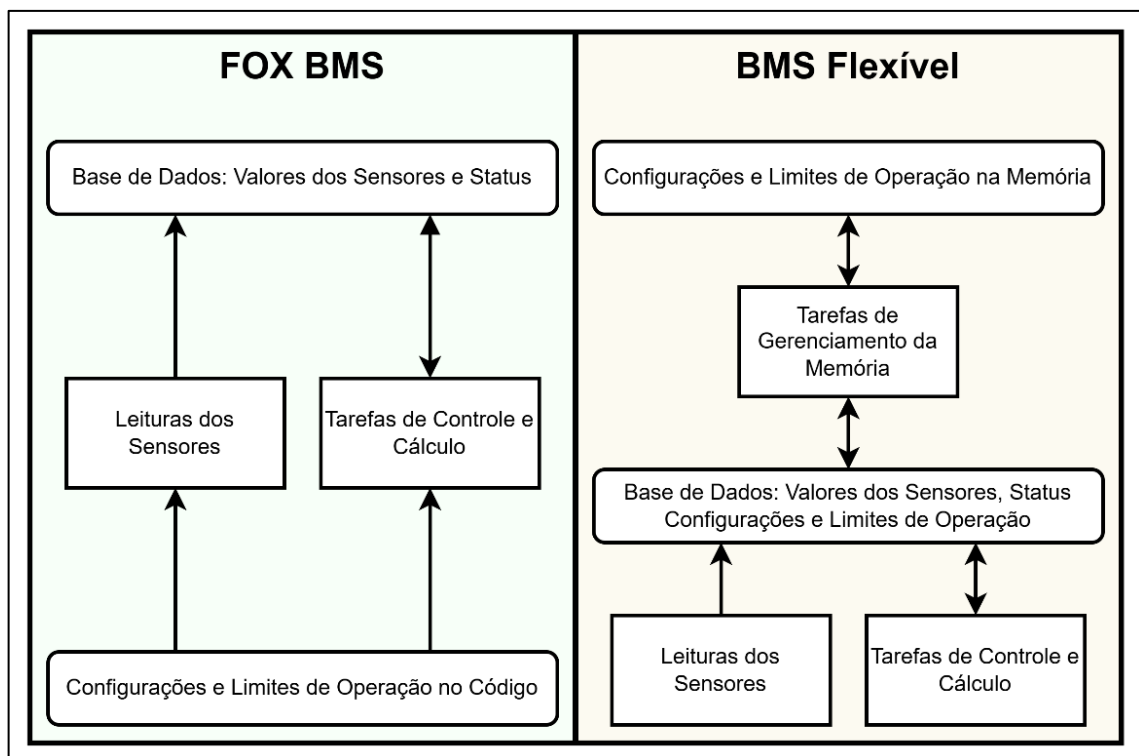 FOX BMS
Base de Dados: Valores dos Sensores e Status
Leituras dos
Sensores
Tarefas de Controle e
Cálculo
Configurações e Limites de Operação no Código
BMS Flexível
Configurações e Limites de Operação na Memória
Tarefas de
Gerenciamento da
Memória
Base de Dados: Valores dos Sensores, Status
Configurações e Limites de Operação
Leituras dos
Sensores
Tarefas de Controle e
Cálculo